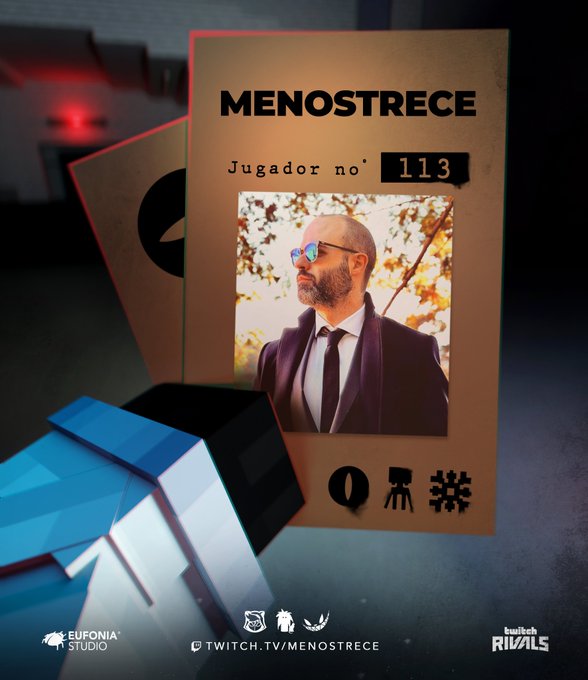 MENOSTRECE
Jugador no° 113
EUFONIA®
STUDIO
TWITCH.TV/MENOSTRECE
twitch
RIVALS